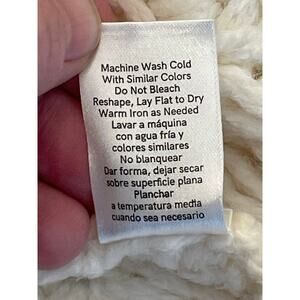 Machine Wash Cold
With Similar Colors
Do Not Bleach
Reshape, Lay Flat to Dry
Warm Iron as Needed
Lavar a máquina
con agua fría y
colores similares
No blanquear
Dar forma, dejar secar
sobre superficie plana
Planchar
a temperatura media
cuando sea necesario